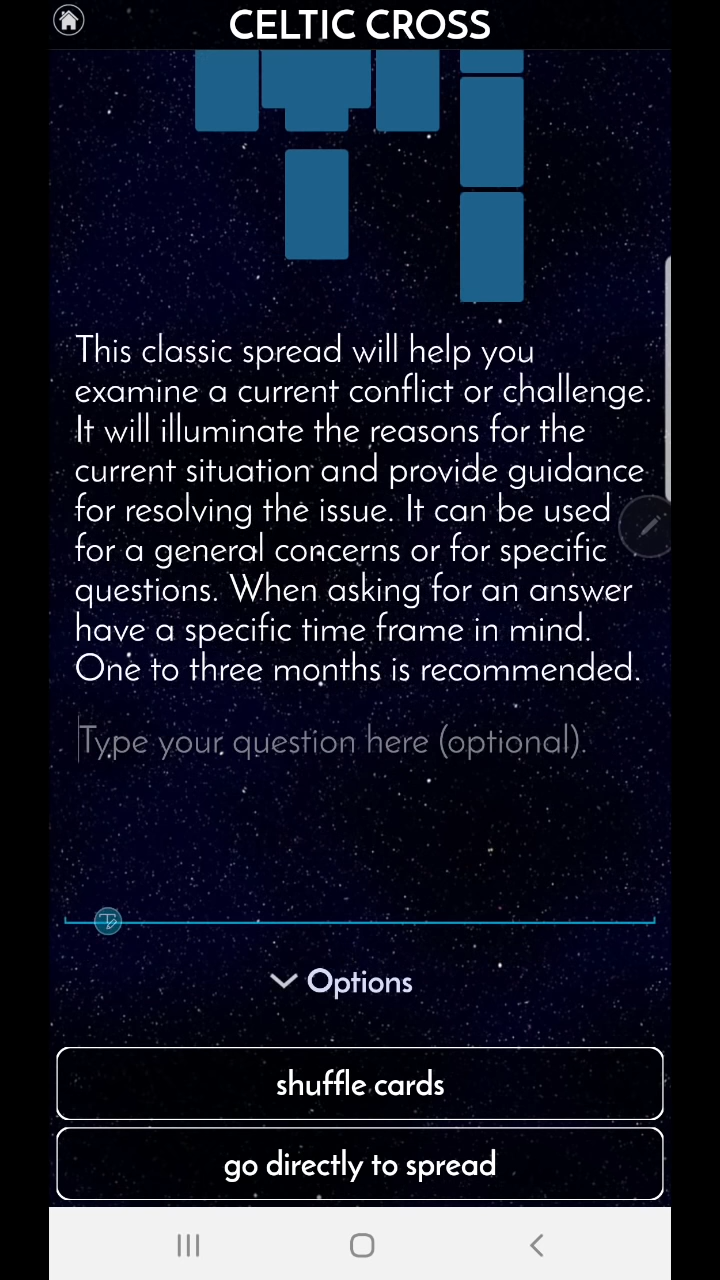 CELTIC CROSS
This classic spread will help you
examine a current conflict or challenge.
It will illuminate the reasons for the
current situation and provide guidance
for resolving the issue. It can be used
for a general concerns or for specific
questions. When asking for an answer
have a specific time frame in mind.
One to three months is recommended.
Type your question here (optional).
Options
shuffle cards
go directly to spread